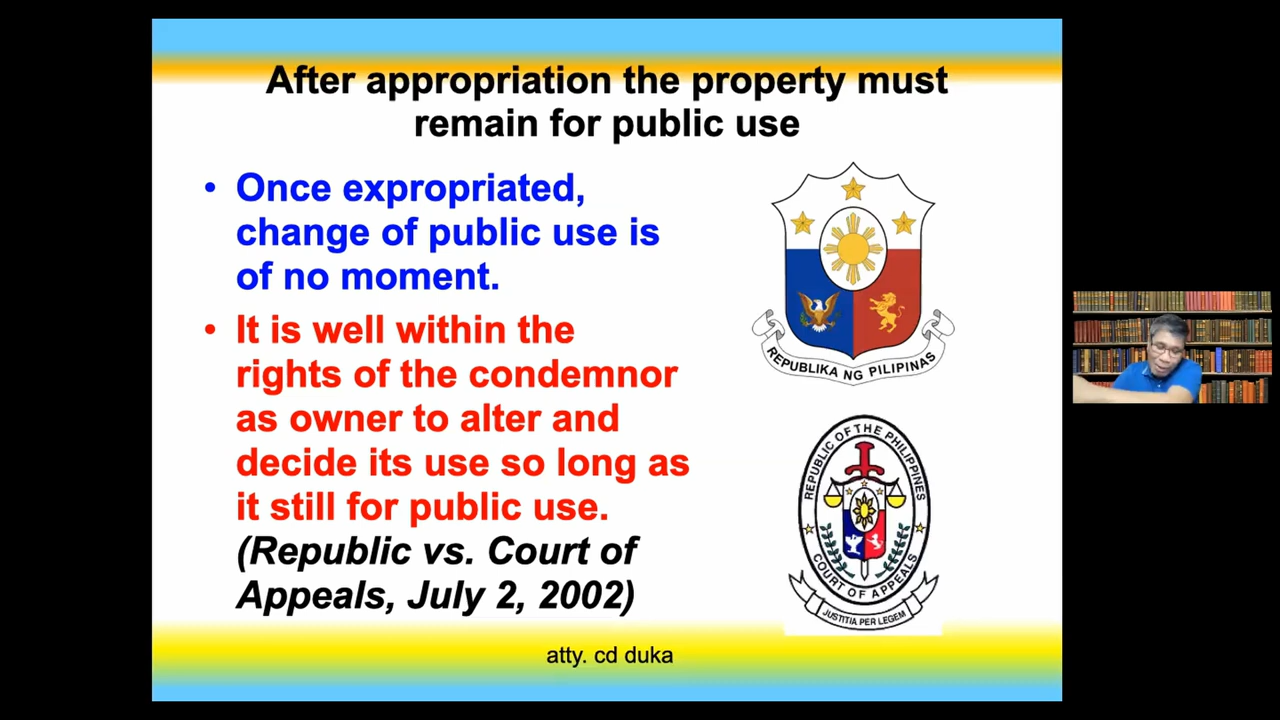 After appropriation the property must
remain for public use
• Once expropriated,
change of public use is
of no moment.
• It is well within the
rights of the condemnor
as owner to alter and
decide its use so long as
it still for public use.
(Republic vs. Court of
Appeals, July 2, 2002)
REPUBLIKA NG PILIPINAS
REPUBLIC OF THE PHILIPPINES
COURT OF APPEALS
JUSTITIA PER LEGEM
atty. cd duka